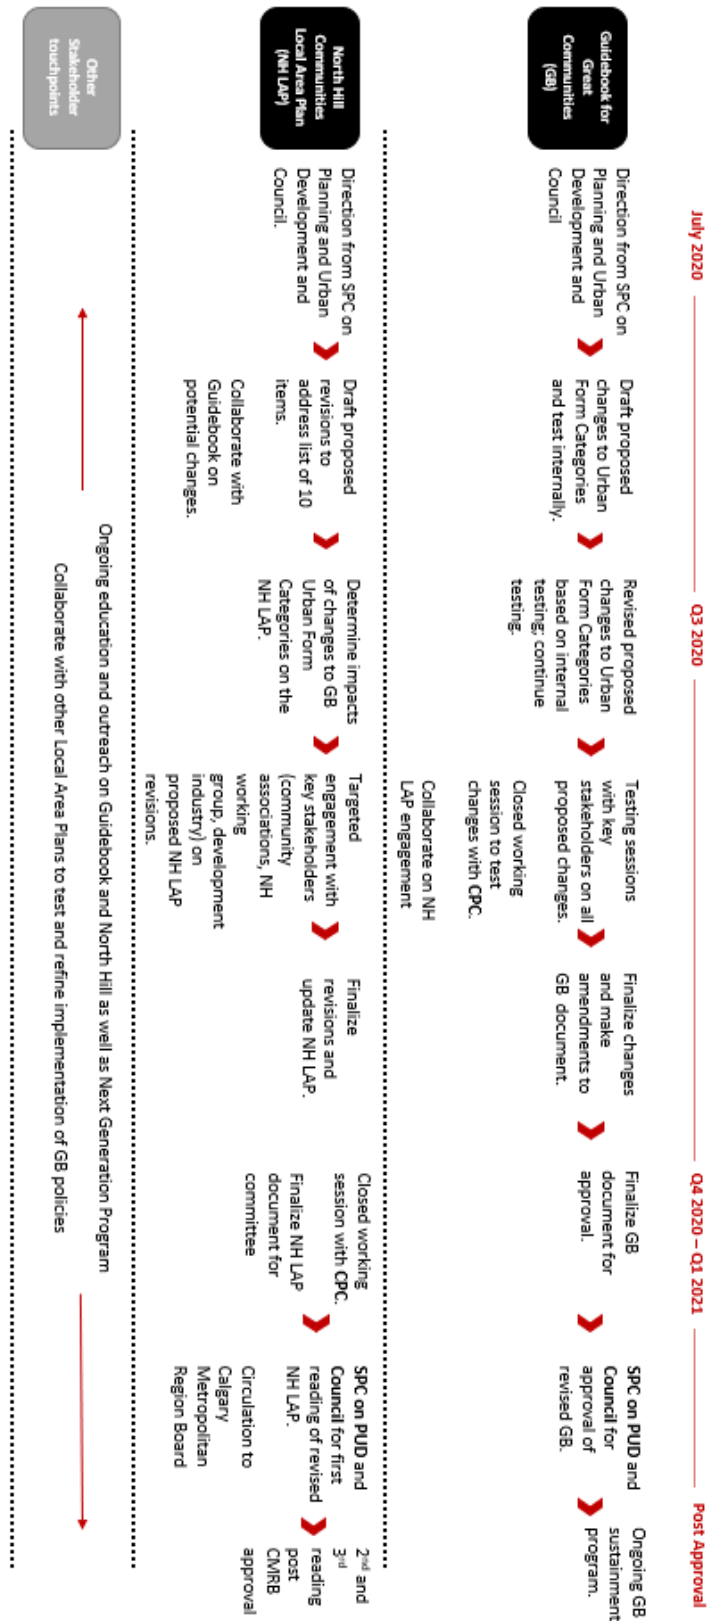 July 2020
Q3 2020
Q4 2020 – Q1 2021
Post Approval
Guidebook for
Great
Communities
(GB)
Direction from SPC on
Planning and Urban
Development and
Council
Draft proposed
changes to Urban
Form Categories
and test internally.
Revised proposed
changes to Urban
Form Categories
based on internal
testing; continue
testing.
Testing sessions
with key
stakeholders on all
proposed changes.
Closed working
session to test
changes with CPC.
Collaborate on NH
LAP engagement
Finalize changes
and make
amendments to
GB document.
Finalize GB
document for
approval.
SPC on PUD and
Council for
approval of
revised GB.
Ongoing GB
sustainment
program.
North Hill
Communities
Local Area Plan
(NH LAP)
Direction from SPC on
Planning and Urban
Development and
Council.
Draft proposed
revisions to
address list of 10
items.
Collaborate with
Guidebook on
potential changes.
Determine impacts
of changes to GB
Urban Form
Categories on the
NH LAP.
Targeted
engagement with
key stakeholders
(community
associations, NH
working
group, development
industry) on
proposed NH LAP
revisions.
Finalize
revisions and
update NH LAP.
Closed working
session with CPC.
Finalize NH LAP
document for
committee
SPC on PUD and
Council for first
reading of revised
NH LAP.
Circulation to
Calgary
Metropolitan
Region Board
2nd and
3rd
reading
post
CMRB
approval
Other
Stakeholder
touchpoints
Ongoing education and outreach on Guidebook and North Hill as well as Next Generation Program
Collaborate with other Local Area Plans to test and refine implementation of GB policies